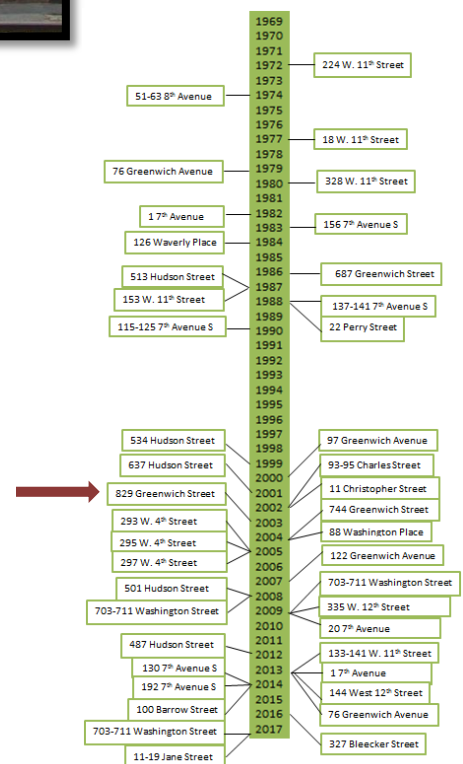 1969
1970
1971
1972
224 W. 11th Street
1973
51-63 8th Avenue
1974
1975
1976
1977
18 W. 11th Street
1978
76 Greenwich Avenue
1979
1980
328 W. 11th Street
1981
1 7th Avenue
1982
1983
156 7th Avenue S
126 Waverly Place
1984
1985
1986
687 Greenwich Street
513 Hudson Street
1987
153 W. 11th Street
1988
137-141 7th Avenue S
1989
22 Perry Street
115-125 7th Avenue S
1990
1991
1992
1993
1994
1995
1996
1997
534 Hudson Street
97 Greenwich Avenue
1998
637 Hudson Street
1999
93-95 Charles Street
2000
829 Greenwich Street
2001
11 Christopher Street
2002
744 Greenwich Street
293 W. 4th Street
2003
2004
88 Washington Place
295 W. 4th Street
2005
122 Greenwich Avenue
297 W. 4th Street
2006
2007
703-711 Washington Street
501 Hudson Street
2008
335 W. 12th Street
703-711 Washington Street
2009
2010
20 7th Avenue
2011
487 Hudson Street
2012
133-141 W. 11th Street
130 7th Avenue S
2013
1 7th Avenue
192 7th Avenue S
2014
144 West 12th Street
2015
100 Barrow Street
76 Greenwich Avenue
2016
703-711 Washington Street
2017
327 Bleecker Street
11-19 Jane Street